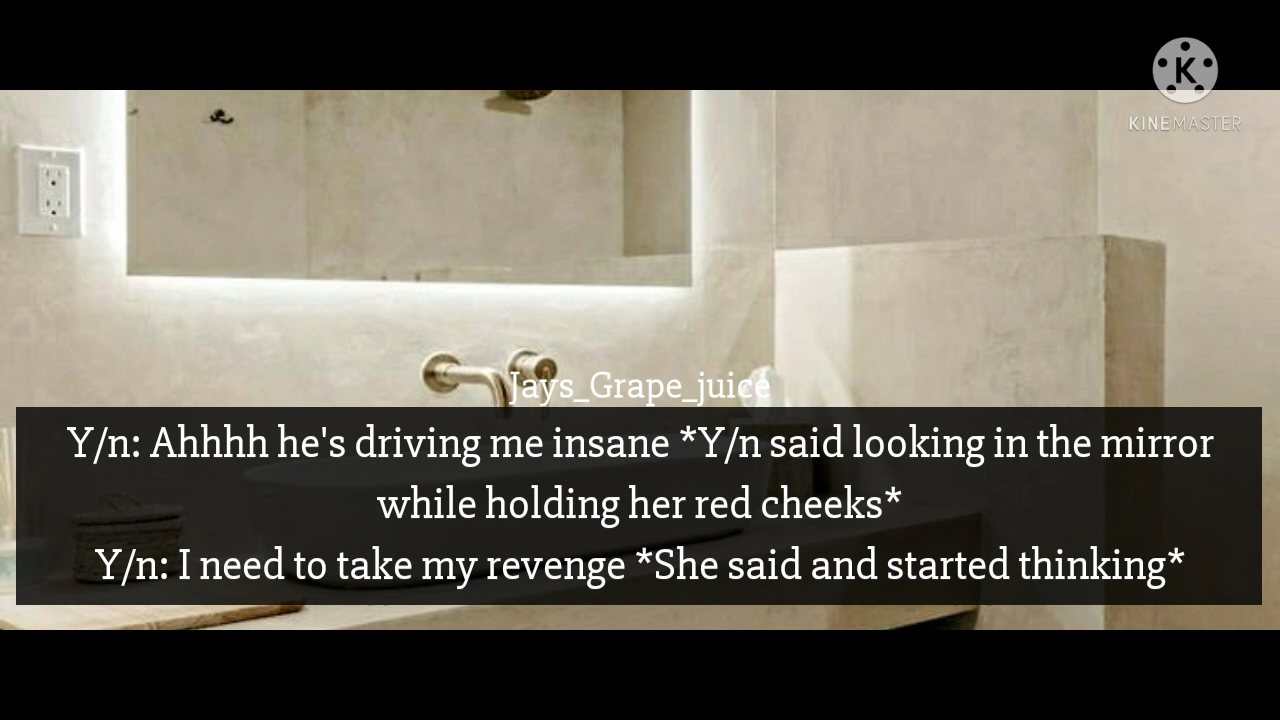 KINEMASTER
Jays_Grape_juice
Y/n: Ahhhh he's driving me insane *Y/n said looking in the mirror
while holding her red cheeks*
Y/n: I need to take my revenge *She said and started thinking*